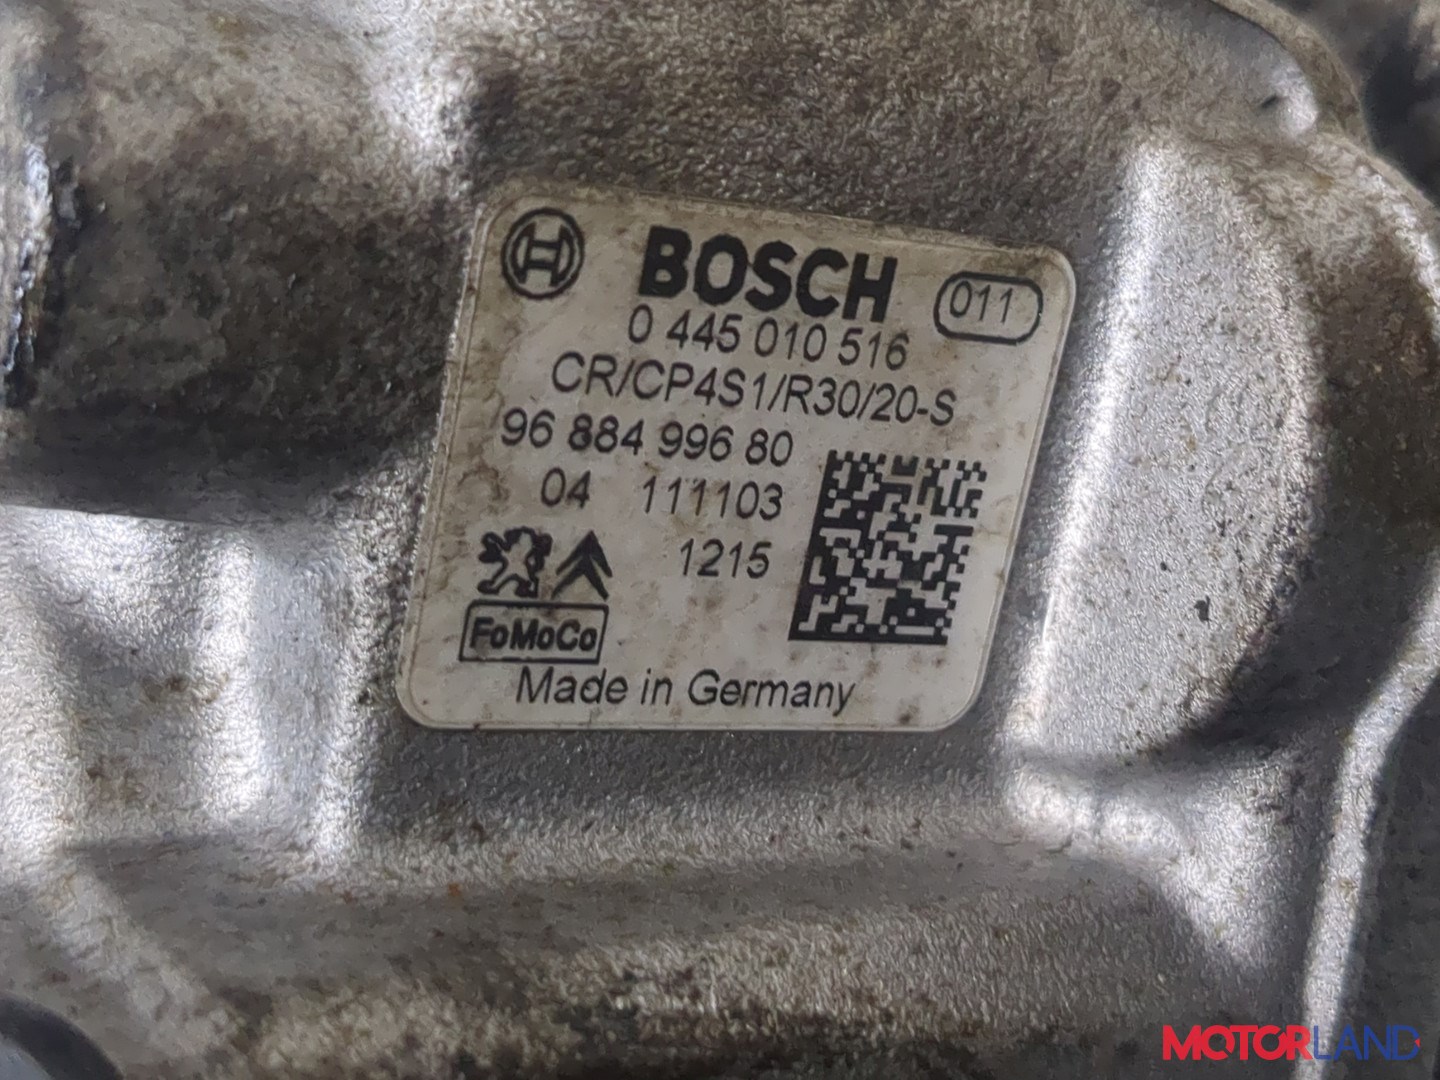 BOSCH 011
0 445 010 516
CR/CP4S1/R30/20-S
96 884 996 80
04 111103
1215
FoMoCo
Made in Germany
MOTORLAND